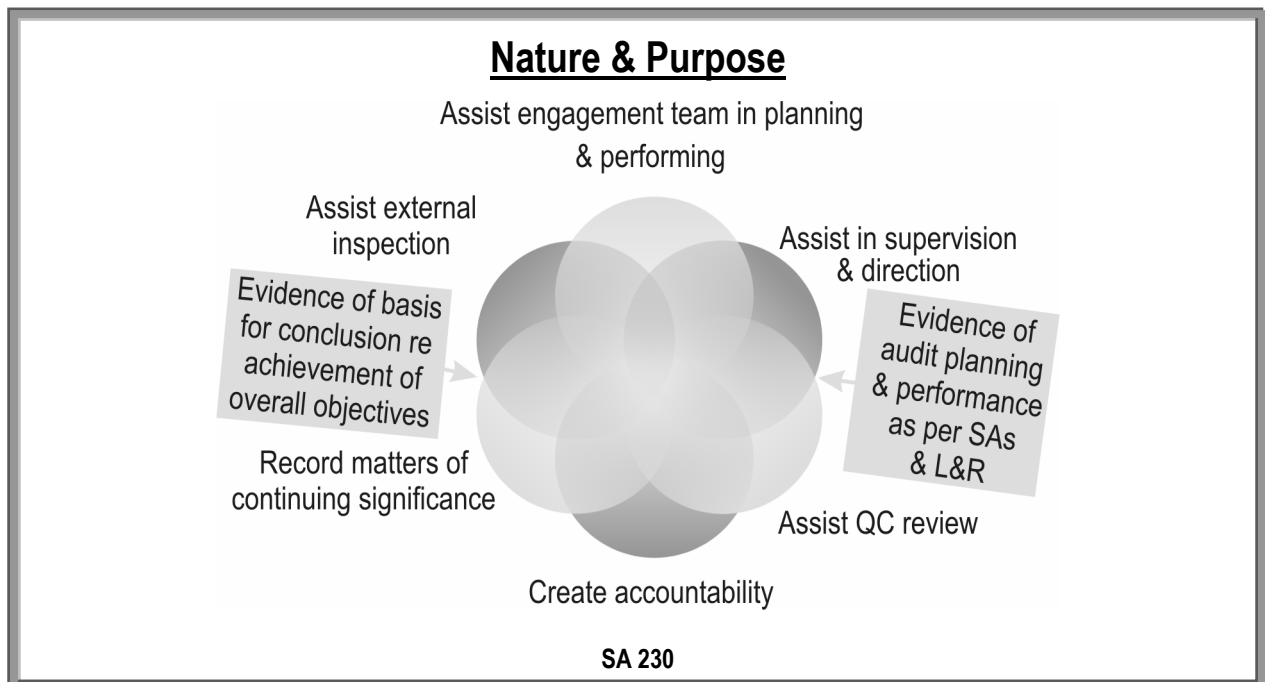 Nature & Purpose
Assist engagement team in planning
& performing
Assist external
inspection
Assist in supervision
& direction
Evidence of basis
for conclusion re
achievement of
overall objectives
Evidence of
audit planning
& performance
as per SAs
& L&R
Record matters of
continuing significance
Assist QC review
Create accountability
SA 230